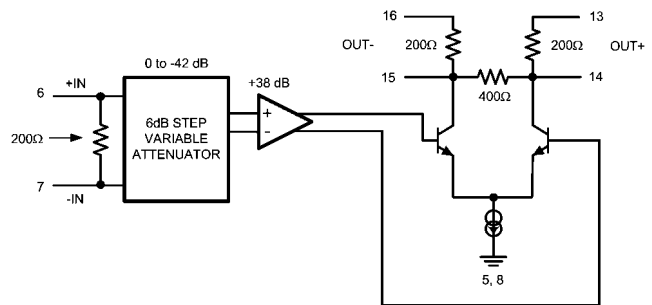 16
13
OUT-
200Ω
200Ω
OUT+
0 to -42 dB
+38 dB
15
14
400Ω
6
+IN
200Ω
6dB STEP
VARIABLE
ATTENUATOR
+
-
7
-IN
5, 8